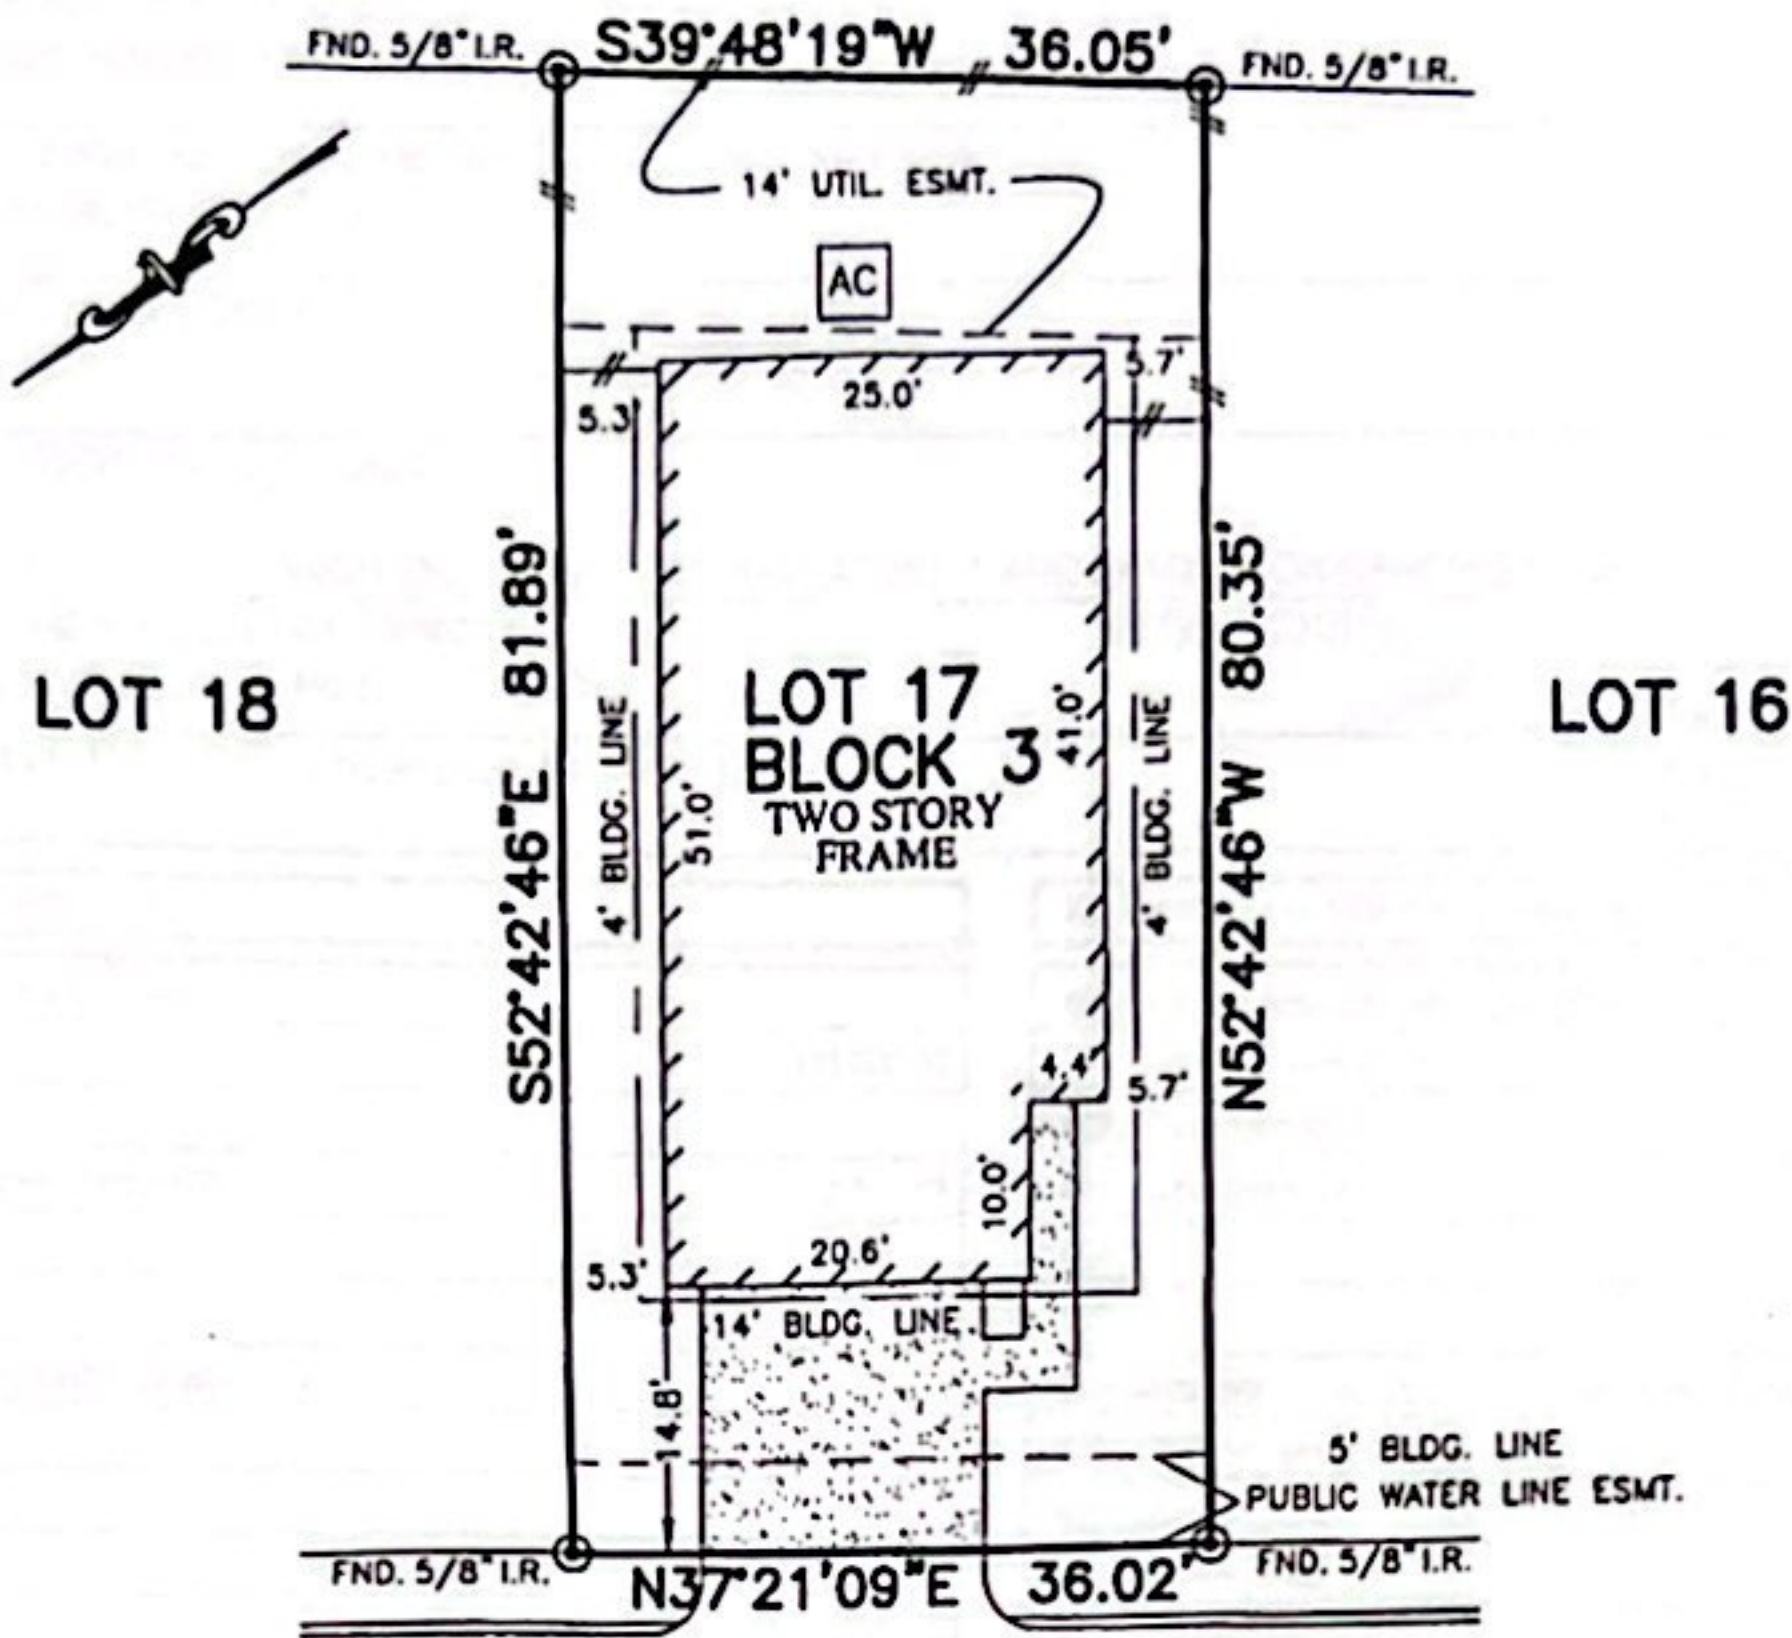 FND. 5/8" I.R.
S39°48'19"W 36.05'
FND. 5/8" I.R.
14' UTIL. ESMT.
AC
5.7'
25.0'
5.3'
S52°42'46"E 81.89'
N52°42'46"W 80.35'
LOT 18
LOT 17
BLOCK 3
TWO STORY
FRAME
LOT 16
4' BLDG. LINE
51.0'
41.0'
4' BLDG. LINE
4.4'
5.7'
10.0'
20.6'
5.3'
14' BLDG. LINE
14.8'
5' BLDG. LINE
PUBLIC WATER LINE ESMT.
FND. 5/8" I.R.
N37°21'09"E 36.02'
FND. 5/8" I.R.